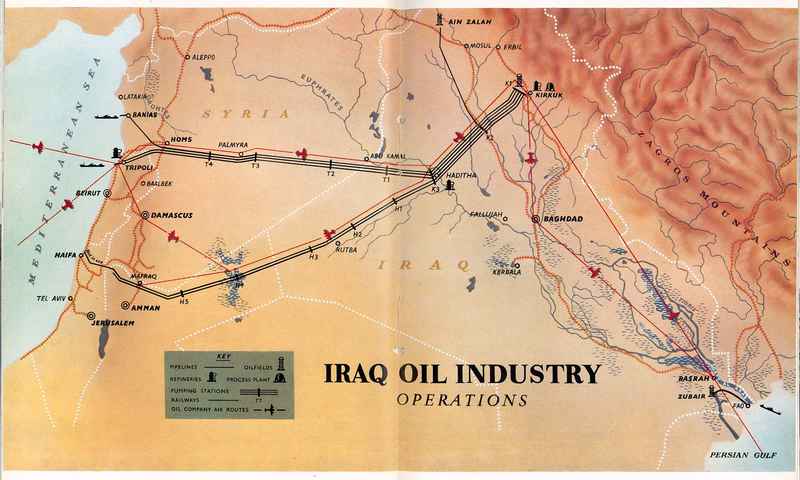 AIN ZALAH
MOSUL
ERBIL
ALEPPO
EUPHRATES
K1
KIRKUK
LATAKIA
ORONTES
BANIAS
SYRIA
HOMS
PALMYRA
ABU KAMAL
K2
TRIPOLI
T4
T3
T2
T1
HADITHA
K3
ZAGROS MOUNTAINS
MEDITERRANEAN SEA
BEIRUT
BAALBEK
DAMASCUS
H1
FALLUJAH
BAGHDAD
H2
HAIFA
H3
RUTBA
IRAQ
KERBALA
MAFRAQ
H4
H5
TEL AVIV
AMMAN
JERUSALEM
KEY
PIPELINES
OILFIELDS
REFINERIES
PROCESS PLANT
PUMPING STATIONS
T7
RAILWAYS
OIL COMPANY AIR ROUTES
IRAQ OIL INDUSTRY
OPERATIONS
BASRAH
ZUBAIR
FAO
PERSIAN GULF